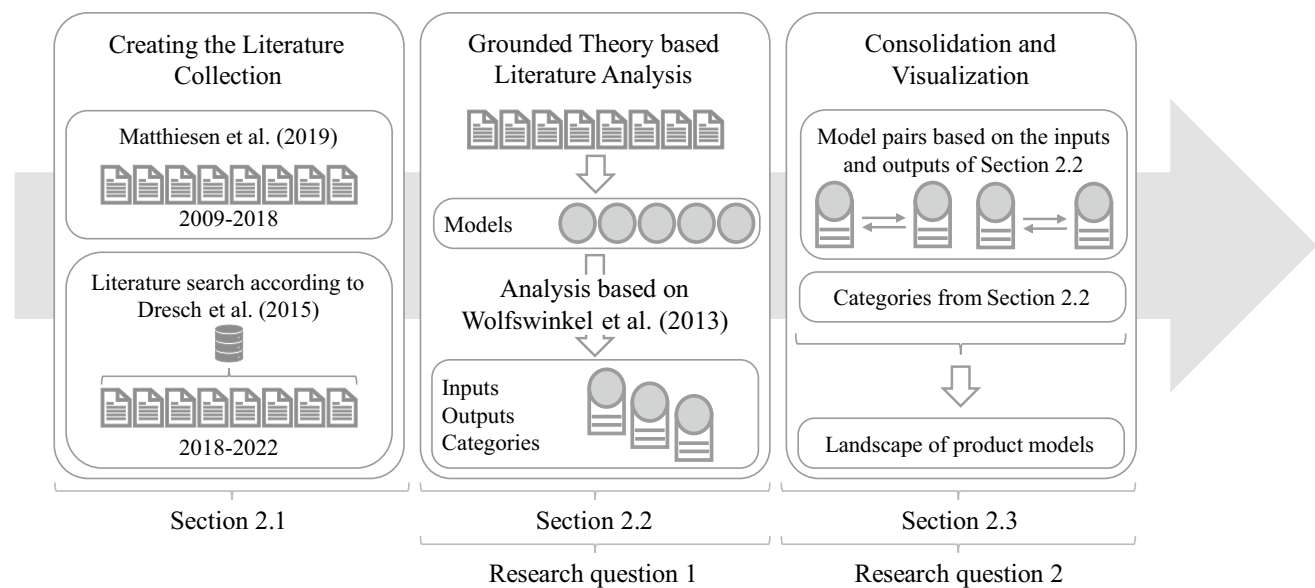 Creating the Literature
Collection
Matthiesen et al. (2019)
2009-2018
Literature search according to
Dresch et al. (2015)
2018-2022
Section 2.1
Grounded Theory based
Literature Analysis
Models
Analysis based on
Wolfswinkel et al. (2013)
Inputs
Outputs
Categories
Section 2.2
Research question 1
Consolidation and
Visualization
Model pairs based on the inputs
and outputs of Section 2.2
Categories from Section 2.2
Landscape of product models
Section 2.3
Research question 2